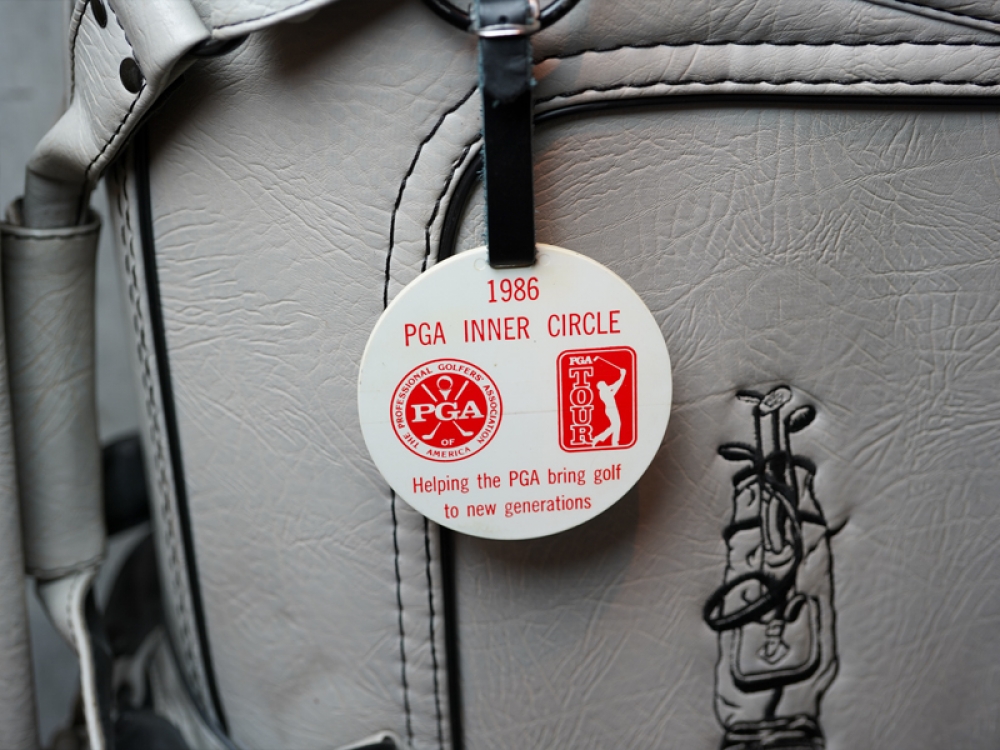 1986
PGA INNER CIRCLE
THE PROFESSIONAL GOLFERS' ASSOCIATION
PGA
OF
AMERICA
PGA
TOUR
Helping the PGA bring golf
to new generations